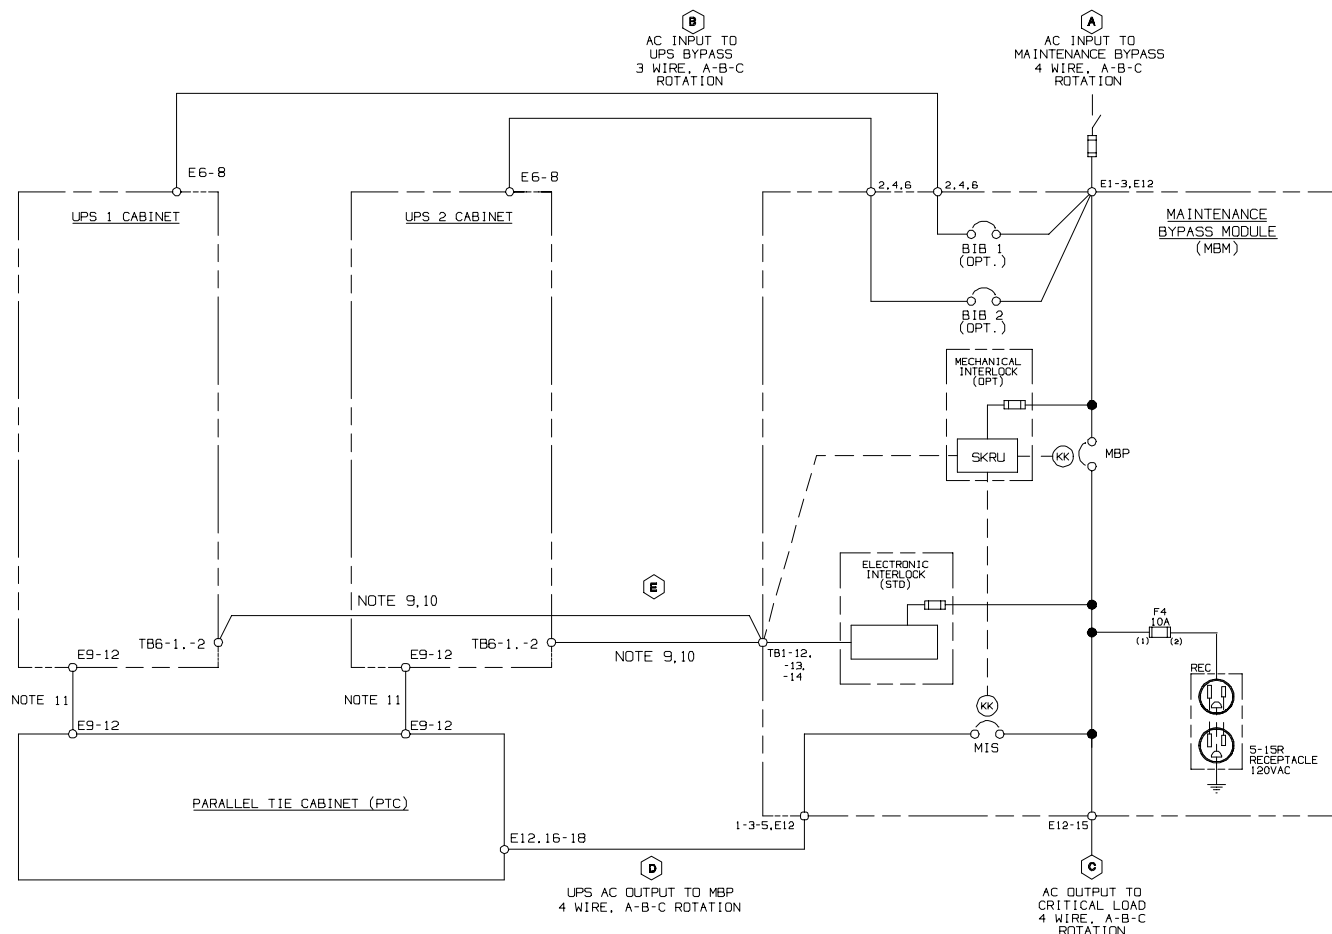 B
AC INPUT TO
UPS BYPASS
3 WIRE, A-B-C
ROTATION
A
AC INPUT TO
MAINTENANCE BYPASS
4 WIRE, A-B-C
ROTATION
E6-8
E6-8
2,4,6
2,4,6
E1-3,E12
UPS 1 CABINET
UPS 2 CABINET
MAINTENANCE
BYPASS MODULE
(MBM)
BIB 1
(OPT.)
BIB 2
(OPT.)
MECHANICAL
INTERLOCK
(OPT)
SKRU
KK
MBP
ELECTRONIC
INTERLOCK
(STD)
E
NOTE 9,10
TB6-1,-2
TB6-1,-2
NOTE 9,10
TB1-12,
-13,
-14
F4
10A
(1)
(2)
REC
E9-12
E9-12
NOTE 11
NOTE 11
E9-12
E9-12
KK
MIS
5-15R
RECEPTACLE
120VAC
PARALLEL TIE CABINET (PTC)
1-3-5,E12
E12-15
E12,16-18
D
UPS AC OUTPUT TO MBP
4 WIRE, A-B-C ROTATION
C
AC OUTPUT TO
CRITICAL LOAD
4 WIRE, A-B-C
ROTATION